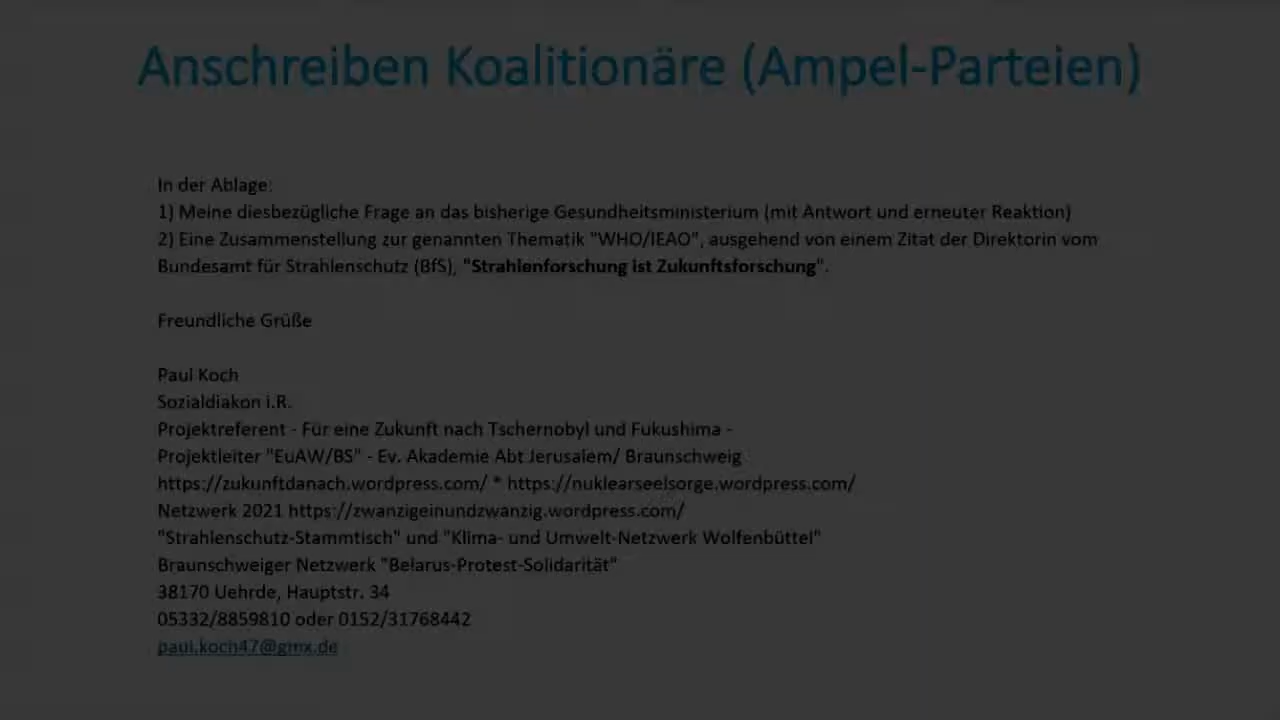 Anschreiben Koalitionäre (Ampel-Parteien)
In der Ablage:
1) Meine diesbezügliche Frage an das bisherige Gesundheitsministerium (mit Antwort und erneuter Reaktion)
2) Eine Zusammenstellung zur genannten Thematik "WHO/IEAO", ausgehend von einem Zitat der Direktorin vom
Bundesamt für Strahlenschutz (BfS), "Strahlenforschung ist Zukunftsforschung".
Freundliche Grüße
Paul Koch
Sozialdiakon i.R.
Projektreferent - Für eine Zukunft nach Tschernobyl und Fukushima -
Projektleiter "EuAW/BS" - Ev. Akademie Abt Jerusalem/ Braunschweig
https://zukunftdanach.wordpress.com/ * https://nuklearseelsorge.wordpress.com/
Netzwerk 2021 https://zwanzigeinundzwanzig.wordpress.com/
"Strahlenschutz-Stammtisch" und "Klima- und Umwelt-Netzwerk Wolfenbüttel"
Braunschweiger Netzwerk "Belarus-Protest-Solidarität"
38170 Uehrde, Hauptstr. 34
05332/8859810 oder 0152/31768442
paul.koch47@gmx.de